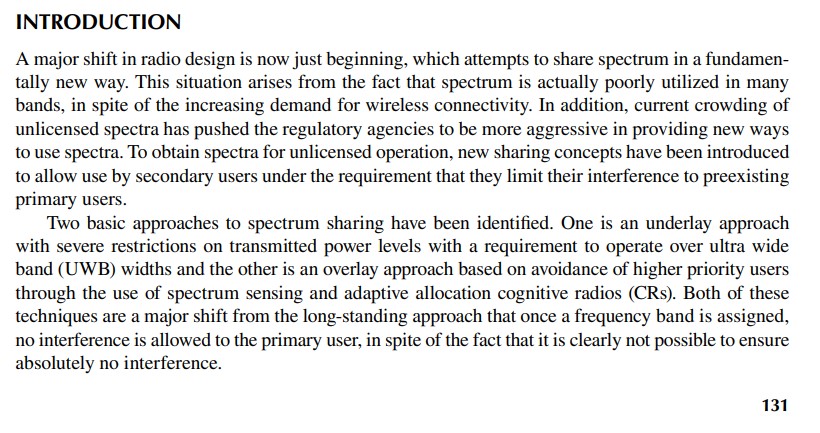 INTRODUCTION
A major shift in radio design is now just beginning, which attempts to share spectrum in a fundamen-
tally new way. This situation arises from the fact that spectrum is actually poorly utilized in many
bands, in spite of the increasing demand for wireless connectivity. In addition, current crowding of
unlicensed spectra has pushed the regulatory agencies to be more aggressive in providing new ways
to use spectra. To obtain spectra for unlicensed operation, new sharing concepts have been introduced
to allow use by secondary users under the requirement that they limit their interference to preexisting
primary users.
Two basic approaches to spectrum sharing have been identified. One is an underlay approach
with severe restrictions on transmitted power levels with a requirement to operate over ultra wide
band (UWB) widths and the other is an overlay approach based on avoidance of higher priority users
through the use of spectrum sensing and adaptive allocation cognitive radios (CRs). Both of these
techniques are a major shift from the long-standing approach that once a frequency band is assigned,
no interference is allowed to the primary user, in spite of the fact that it is clearly not possible to ensure
absolutely no interference.
131